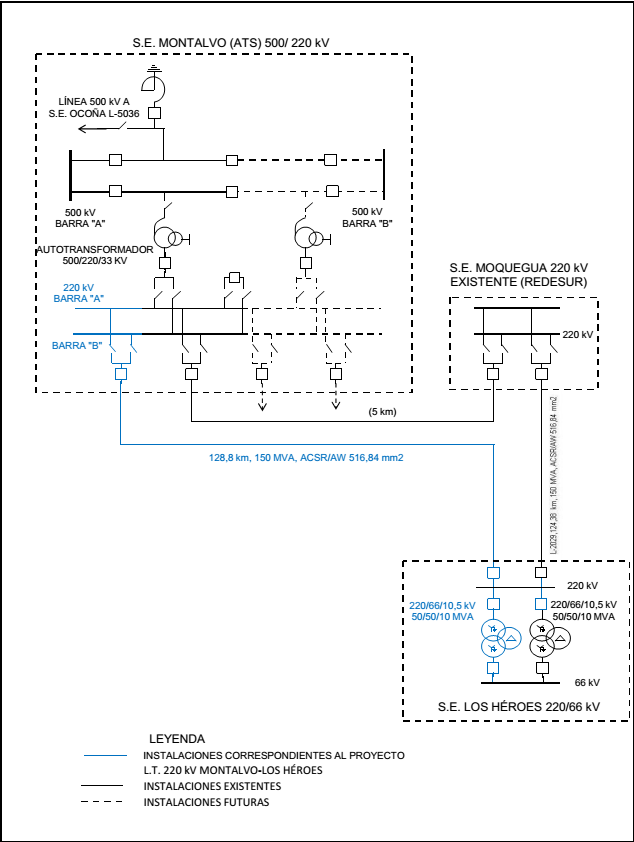 S.E. MONTALVO (ATS) 500/ 220 kV
LÍNEA 500 kV A
S.E. OCOÑA L-5036
500 kV
BARRA "A"
500 kV
BARRA "B"
AUTOTRANSFORMADOR
500/220/33 KV
220 kV
BARRA "A"
BARRA "B"
S.E. MOQUEGUA 220 kV
EXISTENTE (REDESUR)
220 kV
(5 km)
128,8 km, 150 MVA, ACSR/AW 516,84 mm2
L-2029,124,38 km,150 MVA,ACSR/AW 516,84 mm2
220 kV
220/66/10,5 kV
50/50/10 MVA
220/66/10,5 kV
50/50/10 MVA
66 kV
S.E. LOS HÉROES 220/66 kV
LEYENDA
INSTALACIONES CORRESPONDIENTES AL PROYECTO
L.T. 220 kV MONTALVO-LOS HÉROES
INSTALACIONES EXISTENTES
INSTALACIONES FUTURAS